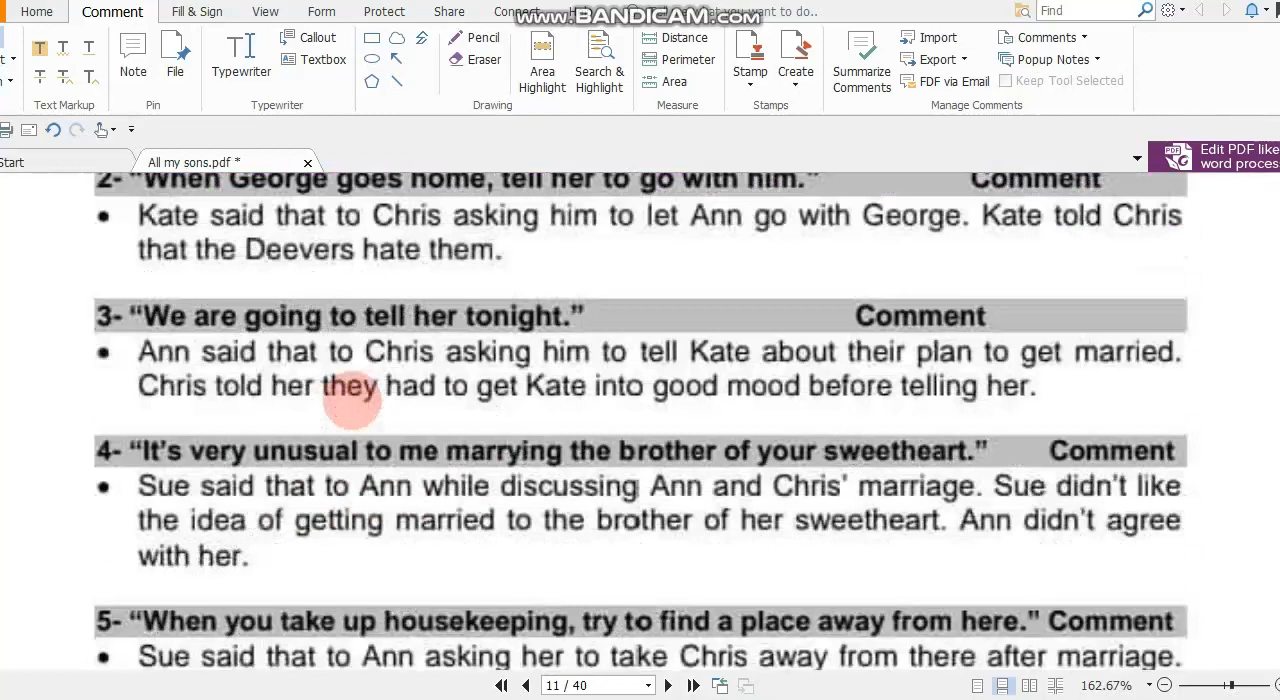 Home Comment Fill & Sign View Form Protect Share Connect
www.BANDICAM.com
want to do.. Find
Callout Pencil Distance Import Comments
Note File Typewriter Textbox Eraser Area Highlight Search & Highlight Perimeter Stamp Create Summarize Comments Export Popup Notes
Area FDF via Email Keep Tool Selected
Text Markup Pin Typewriter Drawing Measure Stamps Manage Comments
Edit PDF like
Start All my sons.pdf * word proces
2- “When George goes home, tell her to go with him.” Comment
• Kate said that to Chris asking him to let Ann go with George. Kate told Chris
that the Deevers hate them.
3- “We are going to tell her tonight.” Comment
• Ann said that to Chris asking him to tell Kate about their plan to get married.
Chris told her they had to get Kate into good mood before telling her.
4- “It’s very unusual to me marrying the brother of your sweetheart.” Comment
• Sue said that to Ann while discussing Ann and Chris’ marriage. Sue didn’t like
the idea of getting married to the brother of her sweetheart. Ann didn’t agree
with her.
5- “When you take up housekeeping, try to find a place away from here.” Comment
• Sue said that to Ann asking her to take Chris away from there after marriage.
11 / 40 162.67%